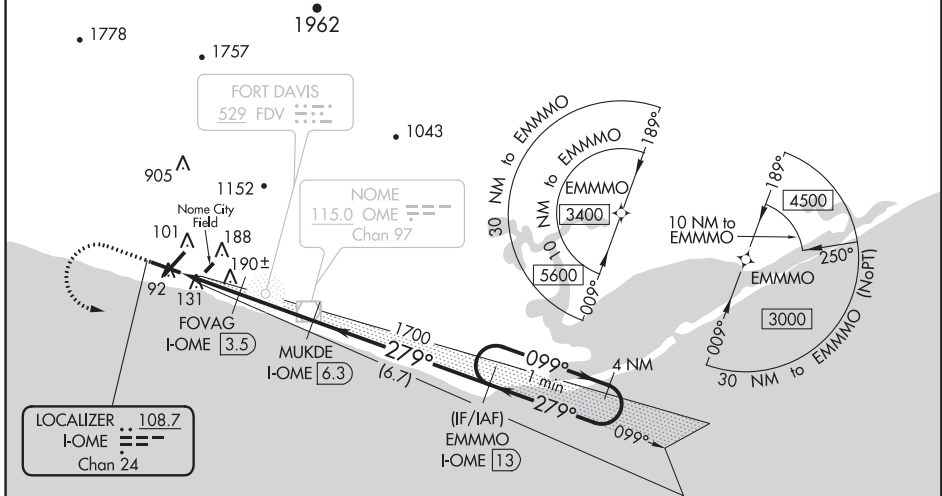 1778
1757
1962
FORT DAVIS
529 FDV
1043
905
1152
NOME
115.0 OME
Chan 97
Nome City
Field
101
188
190±
92
131
FOVAG
I-OME 3.5
MUKDE
I-OME 6.3
1700
279°
(6.7)
099°
1 min
279°
4 NM
099°
(IF/IAF)
EMMMO
I-OME 13
LOCALIZER 108.7
I-OME
Chan 24
30 NM to EMMMO
10 NM to EMMMO
189°
EMMMO
3400
5600
009°
189°
4500
10 NM to
EMMMO
250°
EMMMO
(NoPT)
3000
009°
30 NM to EMMMO